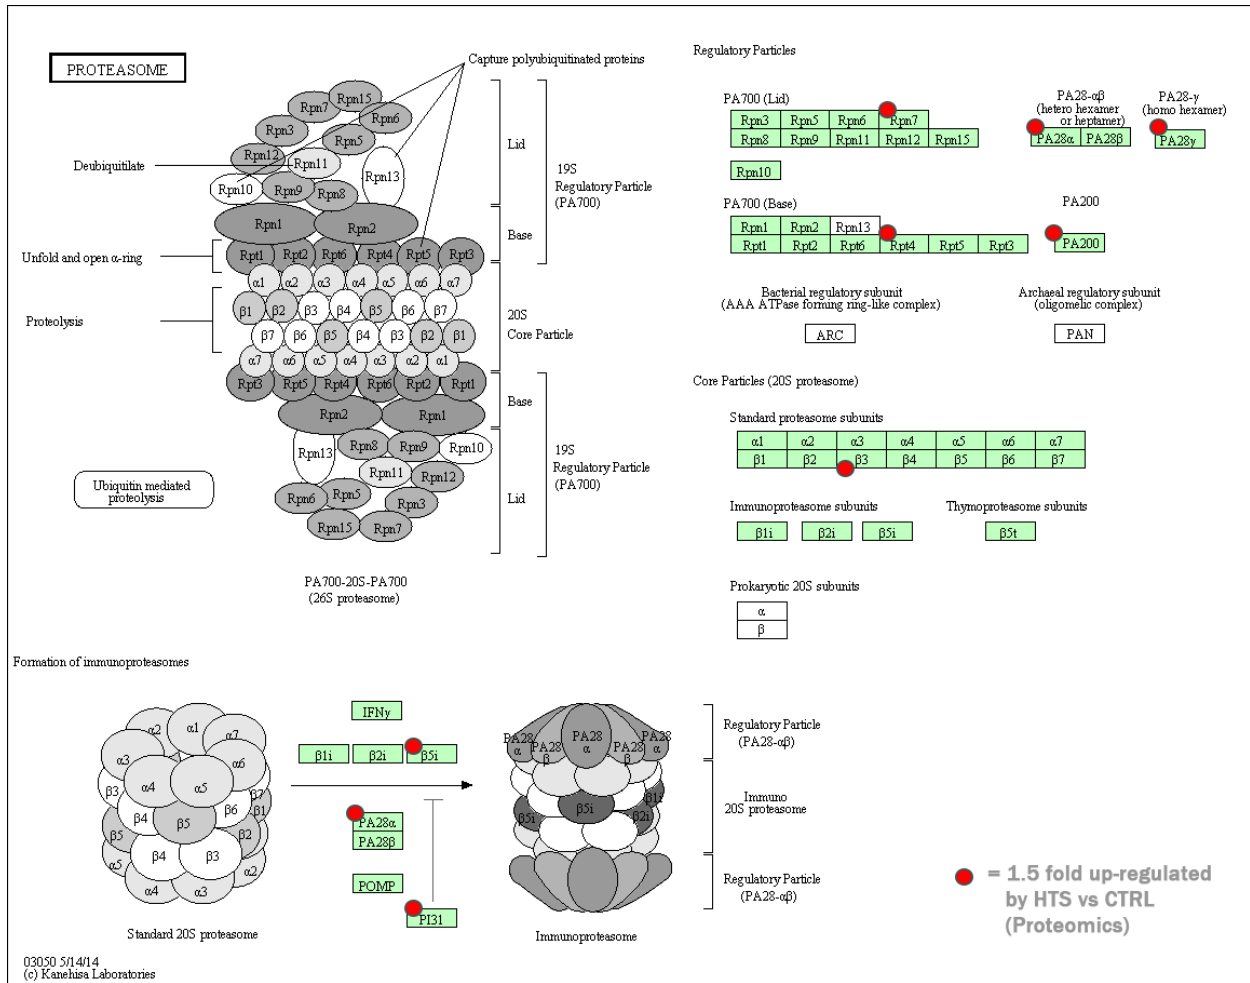 PROTEASOME
Capture polyubiquitinated proteins
Rpn15
Rpn7
Rpn6
Rpn3
Rpn5
Rpn12
Rpn11
Deubiquitilate
Rpn13
Rpn10
Rpn9
Rpn8
Lid
19S
Regulatory Particle
(PA700)
Rpn1
Rpn2
Base
Rpt1
Rpt2
Rpt6
Rpt4
Rpt5
Rpt3
Unfold and open α-ring
α1
α2
α3
α4
α5
α6
α7
β1
β2
β3
β4
β5
β6
β7
Proteolysis
20S
Core Particle
β7
β6
β5
β4
β3
β2
β1
α7
α6
α5
α4
α3
α2
α1
Rpt3
Rpt5
Rpt4
Rpt6
Rpt2
Rpt1
Rpn2
Rpn1
Base
Rpn13
Rpn8
Rpn9
Rpn10
Rpn11
Rpn12
19S
Regulatory Particle
(PA700)
Ubiquitin mediated
proteolysis
Rpn6
Rpn5
Rpn3
Lid
Rpn15
Rpn7
PA700-20S-PA700
(26S proteasome)
Regulatory Particles
PA700 (Lid)
Rpn3
Rpn5
Rpn6
Rpn7
Rpn8
Rpn9
Rpn11
Rpn12
Rpn15
Rpn10
PA28-αβ
(hetero hexamer
or heptamer)
PA28α
PA28β
PA28-γ
(homo hexamer)
PA28γ
PA700 (Base)
Rpn1
Rpn2
Rpn13
Rpt1
Rpt2
Rpt6
Rpt4
Rpt5
Rpt3
PA200
PA200
Bacterial regulatory subunit
(AAA ATPase forming ring-like complex)
ARC
Archaeal regulatory subunit
(oligomelic complex)
PAN
Core Particles (20S proteasome)
Standard proteasome subunits
α1
α2
α3
α4
α5
α6
α7
β1
β2
β3
β4
β5
β6
β7
Immunoproteasome subunits
β1i
β2i
β5i
Thymoproteasome subunits
β5t
Prokaryotic 20S subunits
α
β
Formation of immunoproteasomes
α2
α1
α7
α3
α6
α4
α5
β3
β7
β6
β1
β4
β5
β5
β2
β4
β3
α5
α2
α4
α3
Standard 20S proteasome
IFNγ
β1i
β2i
β5i
PA28α
PA28β
POMP
PI31
PA28
α
PA28
β
PA28
α
PA28
β
PA28
α
β1i
β5i
β5i
β2i
Immunoproteasome
Regulatory Particle
(PA28-αβ)
Immuno
20S proteasome
Regulatory Particle
(PA28-αβ)
= 1.5 fold up-regulated
by HTS vs CTRL
(Proteomics)
03050 5/14/14
(c) Kanehisa Laboratories